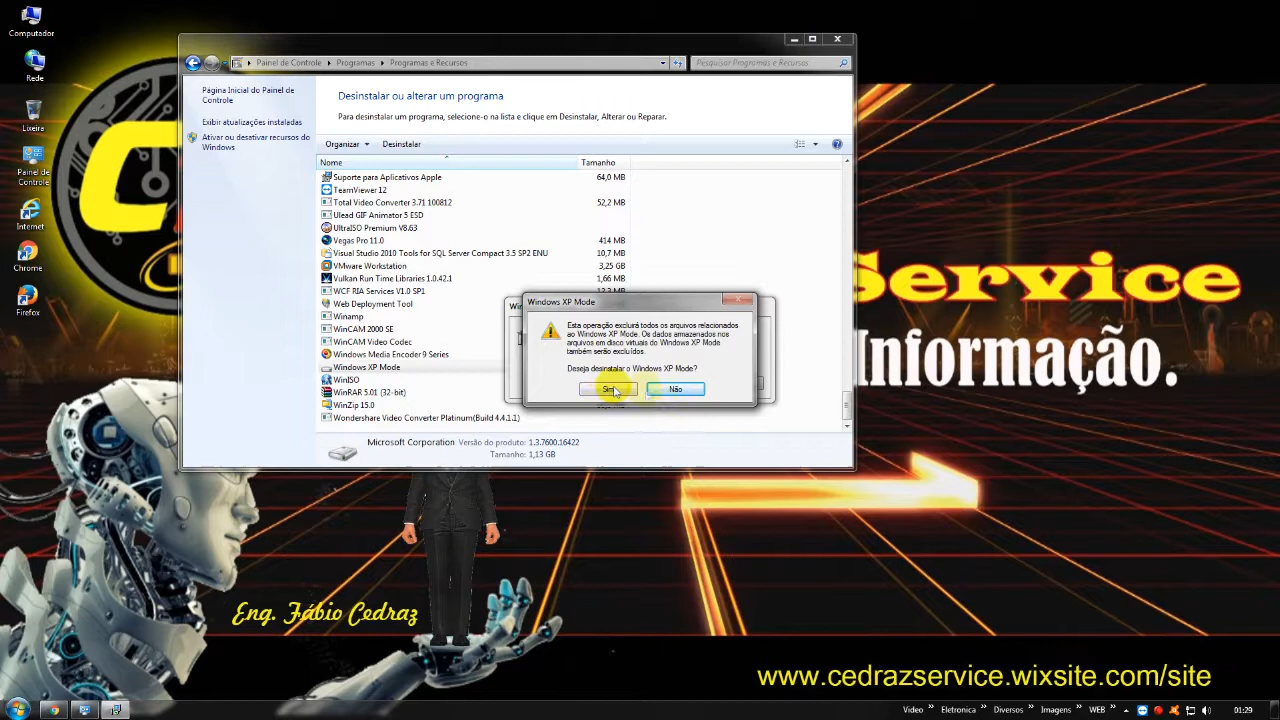 Computador
Rede
Lixeira
Painel de
Controle
Internet
Chrome
Firefox
Painel de Controle
Programas
Programas e Recursos
Pesquisar Programas e Recursos
Página Inicial do Painel de
Controle
Exibir atualizações instaladas
Ativar ou desativar recursos do
Windows
Desinstalar ou alterar um programa
Para desinstalar um programa, selecione-o na lista e clique em Desinstalar, Alterar ou Reparar.
Organizar
Desinstalar
Nome
Tamanho
Suporte para Aplicativos Apple 64,0 MB
TeamViewer 12
Total Video Converter 3.71 100812 52,2 MB
Ulead GIF Animator 5 ESD
UltraISO Premium V8.63
Vegas Pro 11.0 414 MB
Visual Studio 2010 Tools for SQL Server Compact 3.5 SP2 ENU 10,7 MB
VMware Workstation 3,25 GB
Vulkan Run Time Libraries 1.0.42.1 1,66 MB
WCF RIA Services V1.0 SP1
Web Deployment Tool
Winamp
WinCAM 2000 SE
WinCAM Video Codec
Windows Media Encoder 9 Series
Windows XP Mode
WinISO
WinRAR 5.01 (32-bit)
WinZip 15.0
Wondershare Video Converter Platinum(Build 4.4.1.1)
Microsoft Corporation Versão do produto: 1.3.7600.16422
Tamanho: 1,13 GB
Windows XP Mode
Esta operação excluirá todos os arquivos relacionados
ao Windows XP Mode. Os dados armazenados nos
arquivos em disco virtuais do Windows XP Mode
também serão excluídos.
Deseja desinstalar o Windows XP Mode?
Sim
Não
Service
Informação.
Eng. Fábio Cedraz
www.cedrazservice.wixsite.com/site
Video
Eletronica
Diversos
Imagens
WEB
01:29